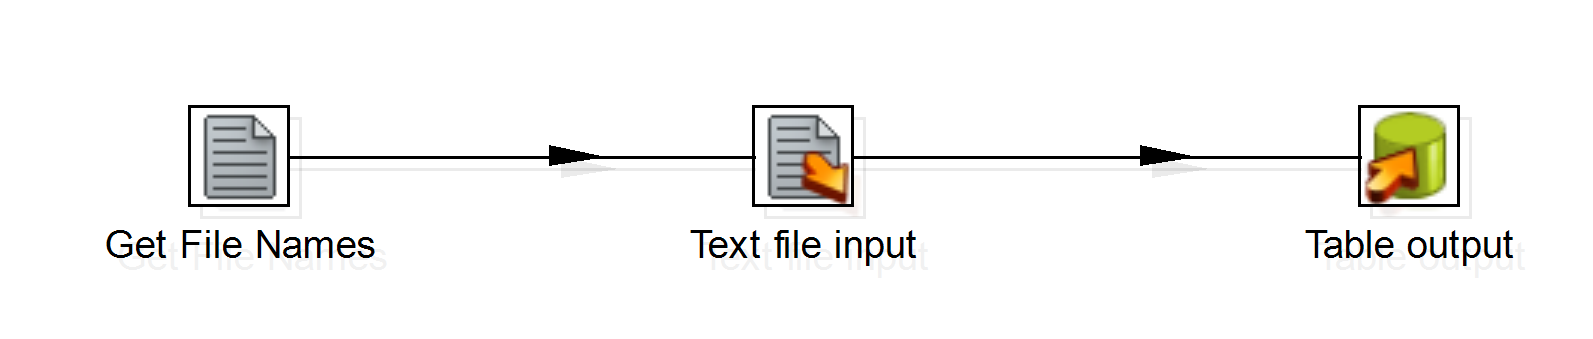 Get File Names
Text file input
Table output